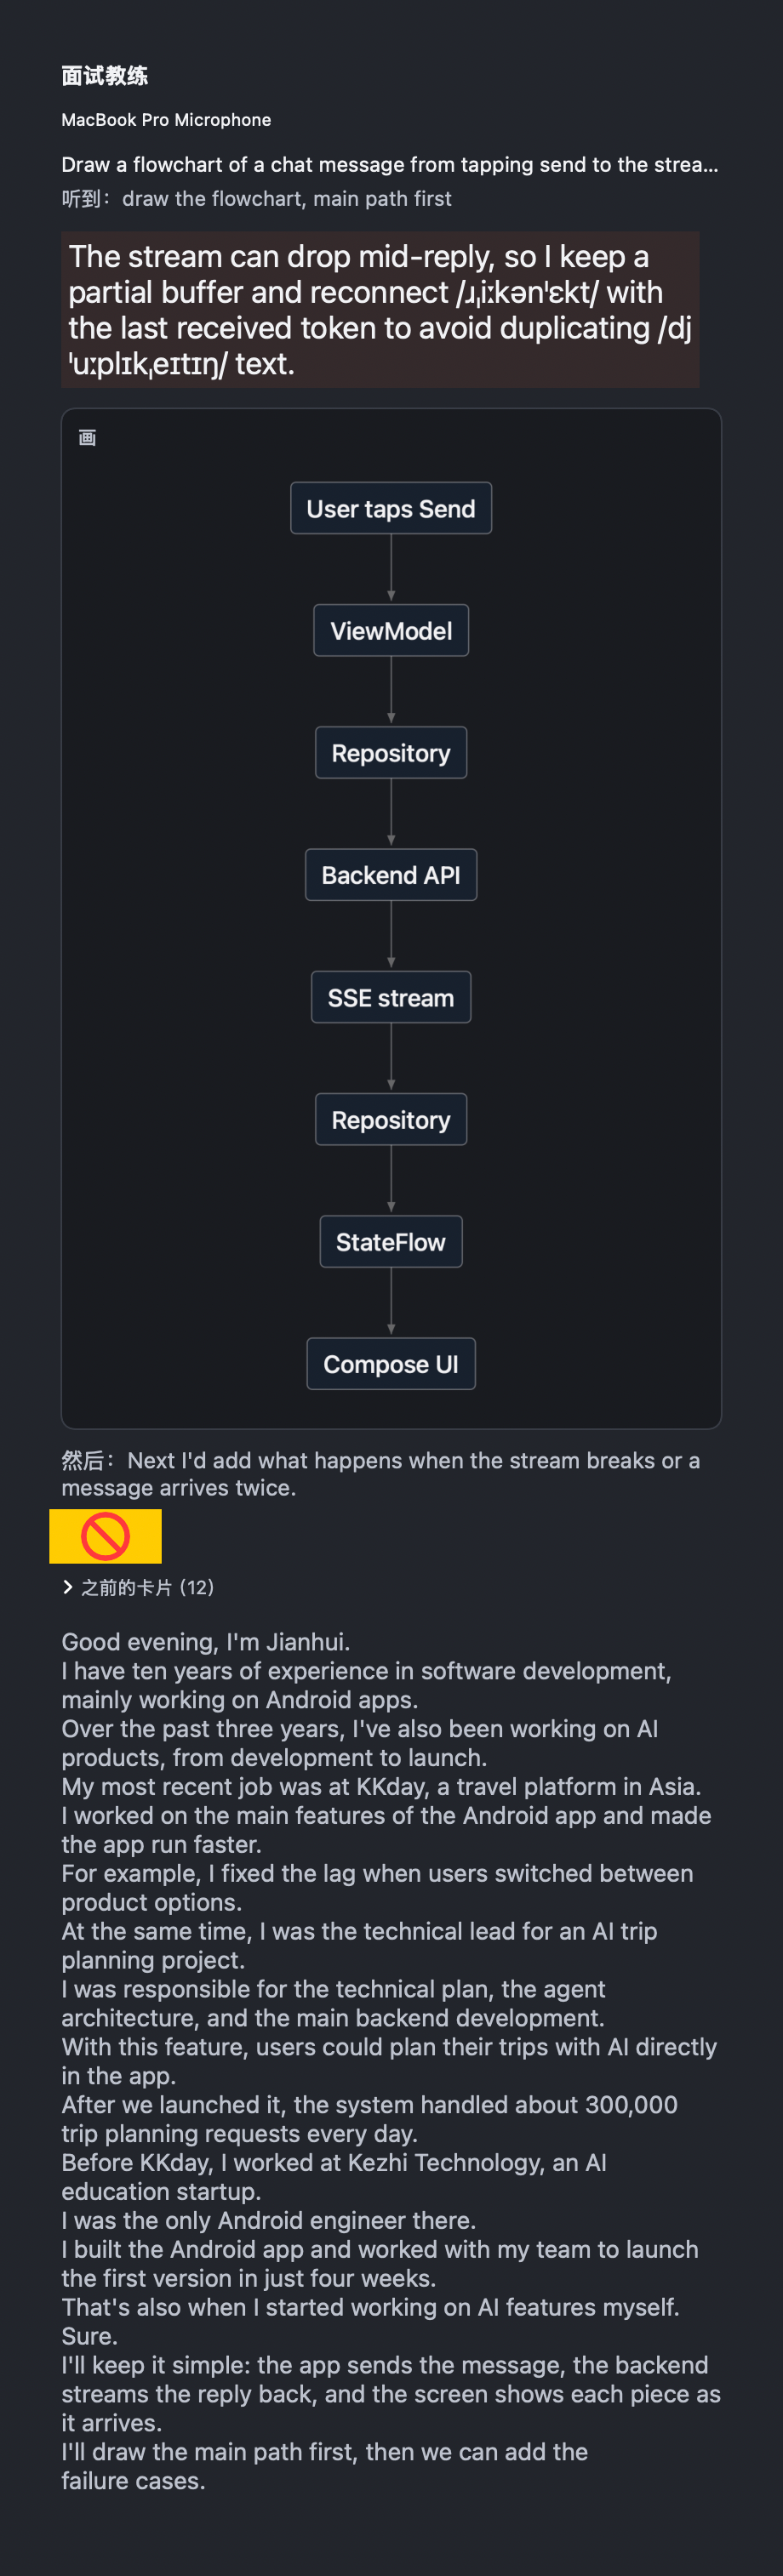 面试教练
MacBook Pro Microphone
Draw a flowchart of a chat message from tapping send to the strea...
听到：draw the flowchart, main path first
The stream can drop mid-reply, so I keep a
partial buffer and reconnect /ɹˌiːkənˈɛkt/ with
the last received token to avoid duplicating /dj
ˈuːplɪkˌeɪtɪŋ/ text.
画
User taps Send
ViewModel
Repository
Backend API
SSE stream
Repository
StateFlow
Compose UI
然后：Next I'd add what happens when the stream breaks or a
message arrives twice.
之前的卡片 (12)
Good evening, I'm Jianhui.
I have ten years of experience in software development,
mainly working on Android apps.
Over the past three years, I've also been working on AI
products, from development to launch.
My most recent job was at KKday, a travel platform in Asia.
I worked on the main features of the Android app and made
the app run faster.
For example, I fixed the lag when users switched between
product options.
At the same time, I was the technical lead for an AI trip
planning project.
I was responsible for the technical plan, the agent
architecture, and the main backend development.
With this feature, users could plan their trips with AI directly
in the app.
After we launched it, the system handled about 300,000
trip planning requests every day.
Before KKday, I worked at Kezhi Technology, an AI
education startup.
I was the only Android engineer there.
I built the Android app and worked with my team to launch
the first version in just four weeks.
That's also when I started working on AI features myself.
Sure.
I'll keep it simple: the app sends the message, the backend
streams the reply back, and the screen shows each piece as
it arrives.
I'll draw the main path first, then we can add the
failure cases.